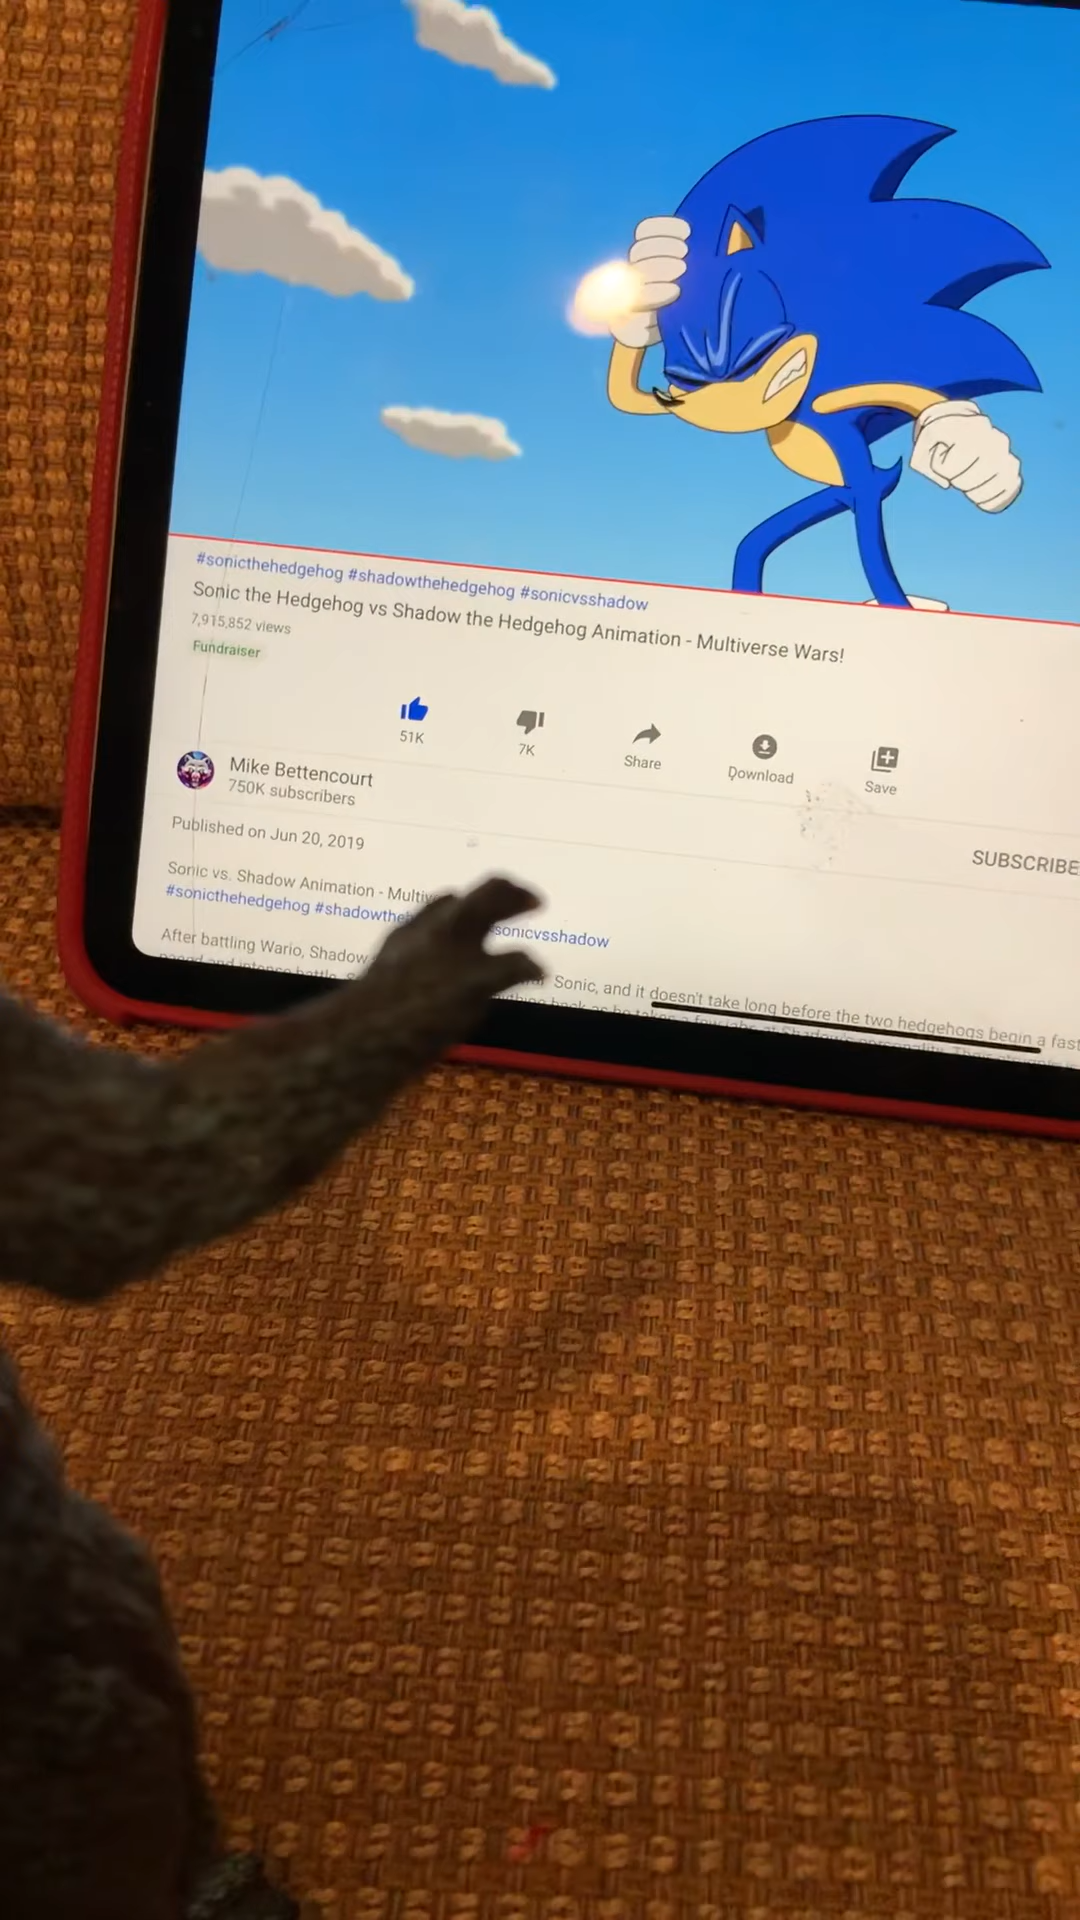 #sonicthehedgehog #shadowthehedgehog #sonicvsshadow
Sonic the Hedgehog vs Shadow the Hedgehog Animation - Multiverse Wars!
7,915,852 views
Fundraiser
51K
7K
Share
Download
Save
Mike Bettencourt
750K subscribers
SUBSCRIBE
Published on Jun 20, 2019
Sonic vs. Shadow Animation -
#sonicthehedgehog sonicvsshadow
After battling Wario, Shadow Sonic, and it doesn't take long before the two hedgehogs begin a fast